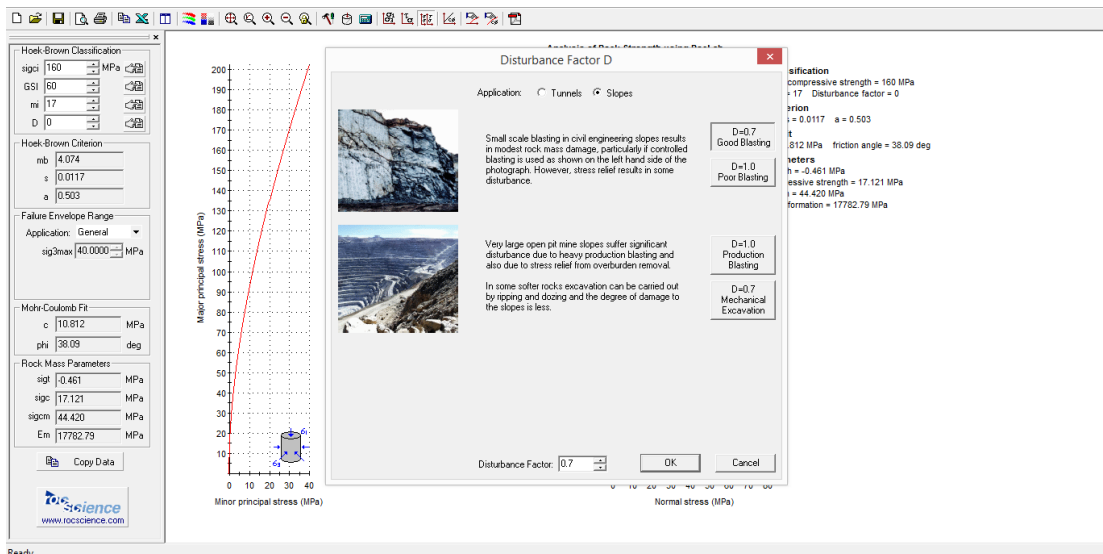 Hoek-Brown Classification
sigci 160 MPa
GSI 60
mi 17
D 0
Hoek-Brown Criterion
mb 4.074
s 0.0117
a 0.503
Failure Envelope Range
Application: General
sig3max 40.0000 MPa
Mohr-Coulomb Fit
c 10.812 MPa
phi 38.09 deg
Rock Mass Parameters
sigt -0.461 MPa
sigc 17.121 MPa
sigcm 44.420 MPa
Em 17782.79 MPa
Copy Data
rocscience
www.rocscience.com
Ready
Major principal stress (MPa)
200
190
180
170
160
150
140
130
120
110
100
90
80
70
60
50
40
30
20
10
σ1
σ3
0 10 20 30 40
Minor principal stress (MPa)
Disturbance Factor D
Application: Tunnels Slopes
Small scale blasting in civil engineering slopes results
in modest rock mass damage, particularly if controlled
blasting is used as shown on the left hand side of the
photograph. However, stress relief results in some
disturbance.
D=0.7
Good Blasting
D=1.0
Poor Blasting
Very large open pit mine slopes suffer significant
disturbance due to heavy production blasting and
also due to stress relief from overburden removal.
In some softer rocks excavation can be carried out
by ripping and dozing and the degree of damage to
the slopes is less.
D=1.0
Production
Blasting
D=0.7
Mechanical
Excavation
Disturbance Factor: 0.7
OK
Cancel
sification
compressive strength = 160 MPa
= 17 Disturbance factor = 0
erion
s = 0.0117 a = 0.503
t
.812 MPa friction angle = 38.09 deg
meters
h = -0.461 MPa
essive strength = 17.121 MPa
= 44.420 MPa
formation = 17782.79 MPa
Normal stress (MPa)